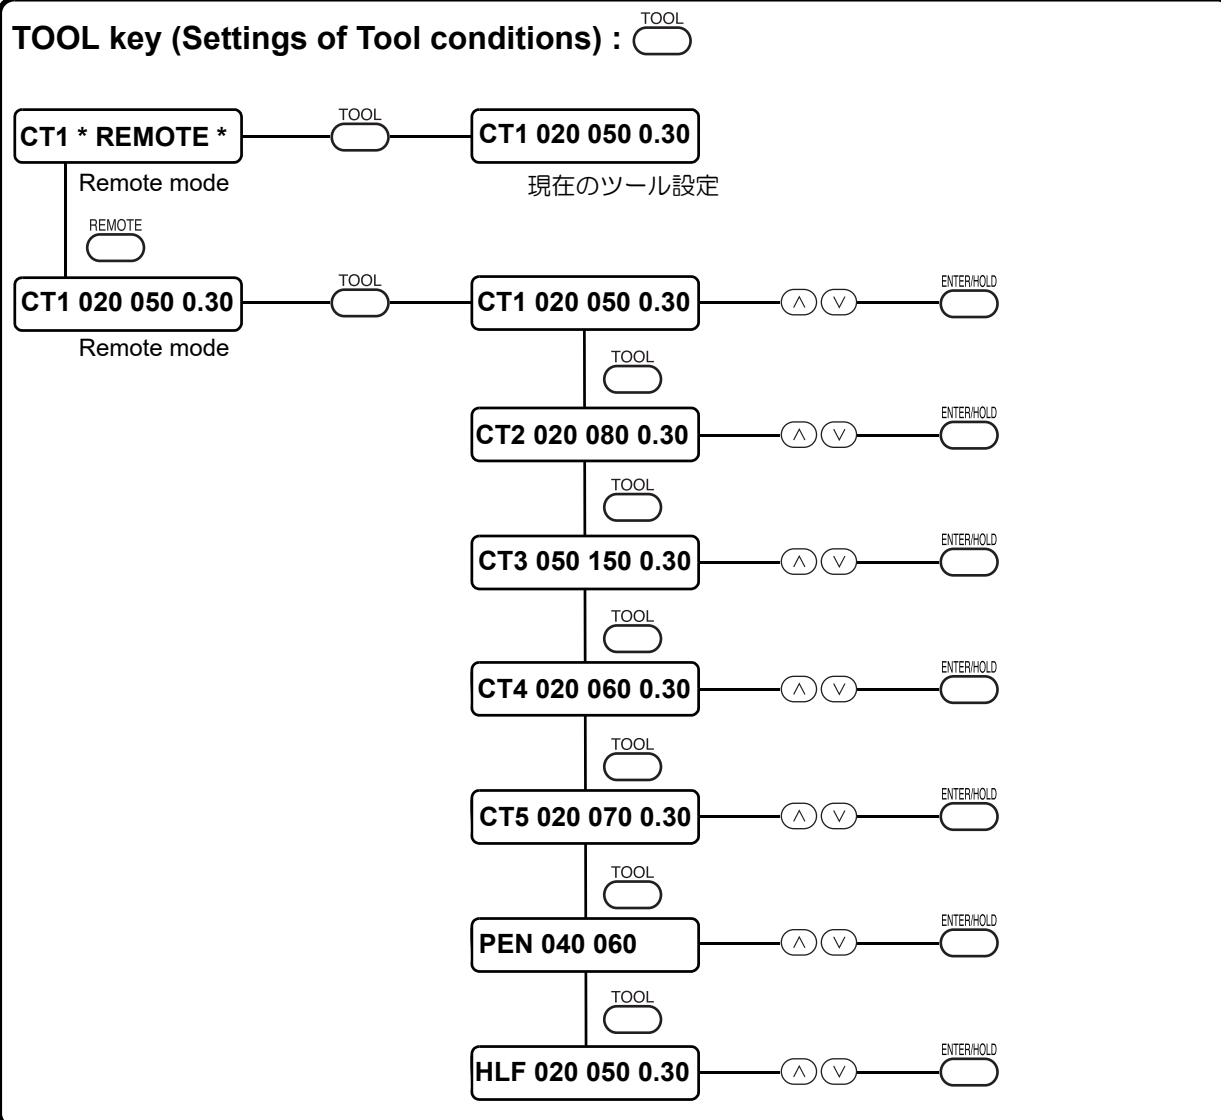 TOOL key (Settings of Tool conditions) : TOOL
CT1 * REMOTE *
TOOL
CT1 020 050 0.30
Remote mode
現在のツール設定
REMOTE
CT1 020 050 0.30
TOOL
CT1 020 050 0.30
ENTER/HOLD
Remote mode
TOOL
CT2 020 080 0.30
ENTER/HOLD
TOOL
CT3 050 150 0.30
ENTER/HOLD
TOOL
CT4 020 060 0.30
ENTER/HOLD
TOOL
CT5 020 070 0.30
ENTER/HOLD
TOOL
PEN 040 060
ENTER/HOLD
TOOL
HLF 020 050 0.30
ENTER/HOLD